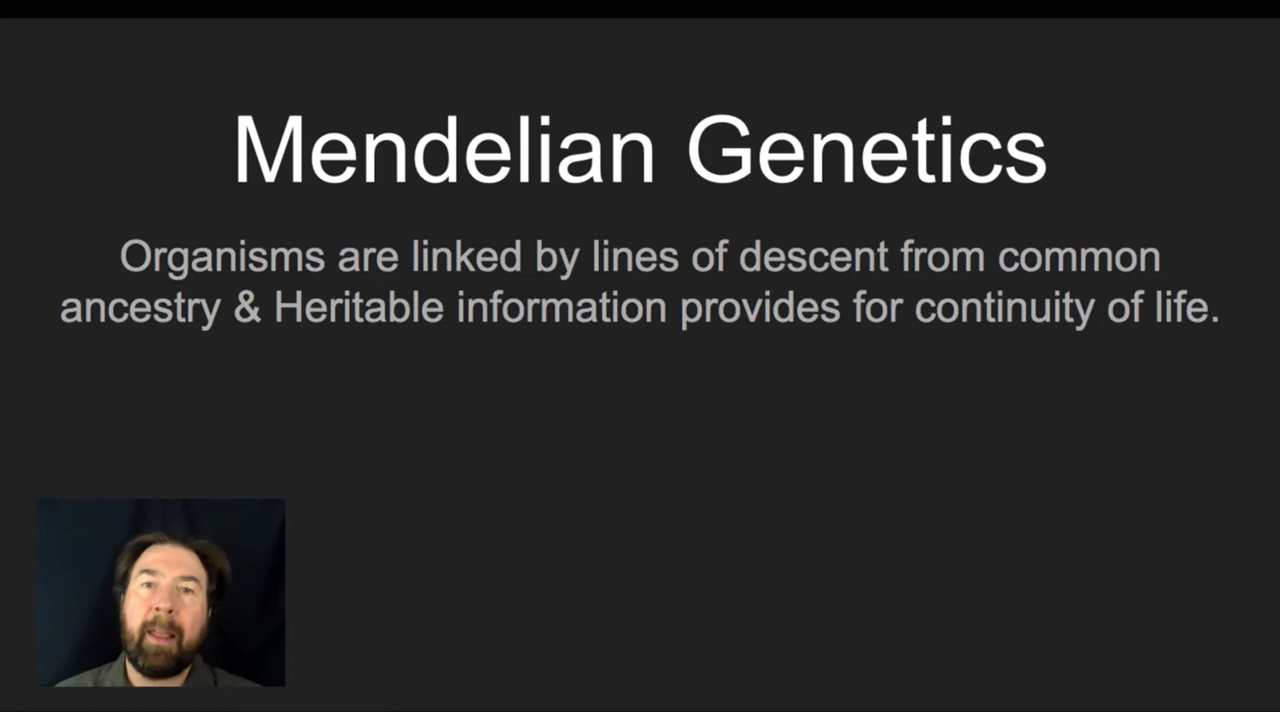 Mendelian Genetics
Organisms are linked by lines of descent from common
ancestry & Heritable information provides for continuity of life.